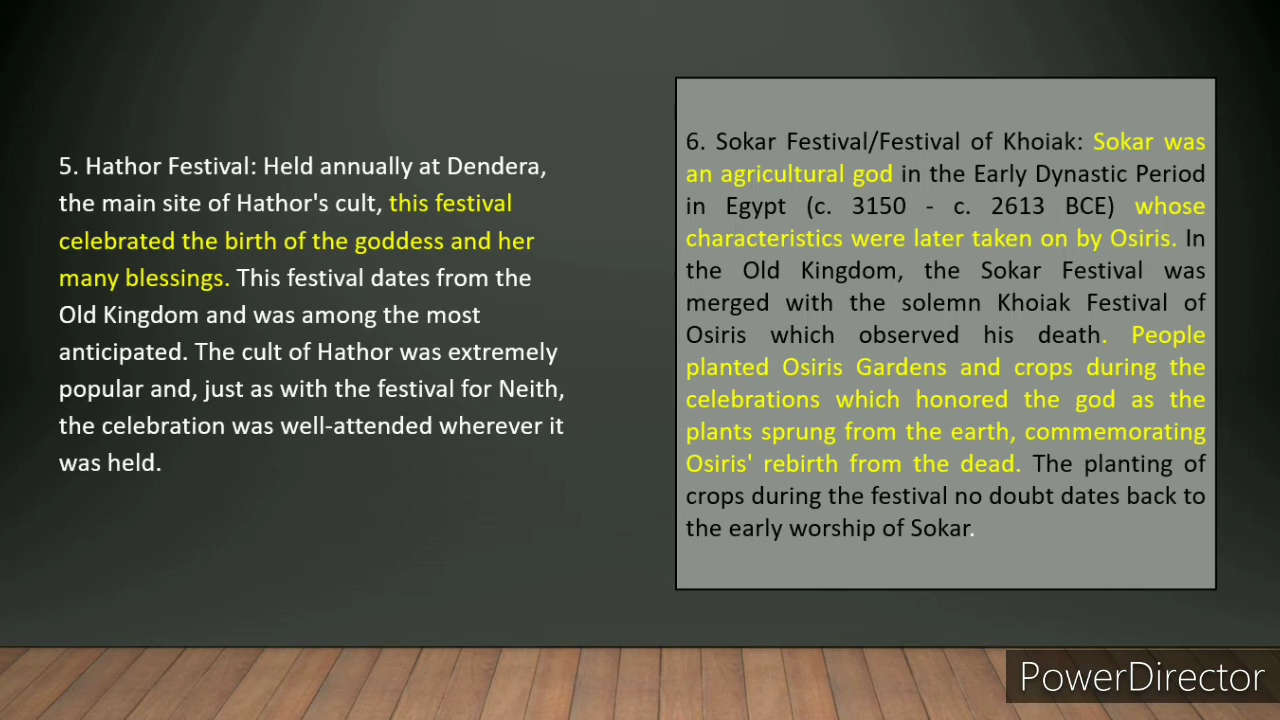 5. Hathor Festival: Held annually at Dendera,
the main site of Hathor's cult, this festival
celebrated the birth of the goddess and her
many blessings. This festival dates from the
Old Kingdom and was among the most
anticipated. The cult of Hathor was extremely
popular and, just as with the festival for Neith,
the celebration was well-attended wherever it
was held.
6. Sokar Festival/Festival of Khoiak: Sokar was
an agricultural god in the Early Dynastic Period
in Egypt (c. 3150 - c. 2613 BCE) whose
characteristics were later taken on by Osiris. In
the Old Kingdom, the Sokar Festival was
merged with the solemn Khoiak Festival of
Osiris which observed his death. People
planted Osiris Gardens and crops during the
celebrations which honored the god as the
plants sprung from the earth, commemorating
Osiris' rebirth from the dead. The planting of
crops during the festival no doubt dates back to
the early worship of Sokar.
PowerDirector